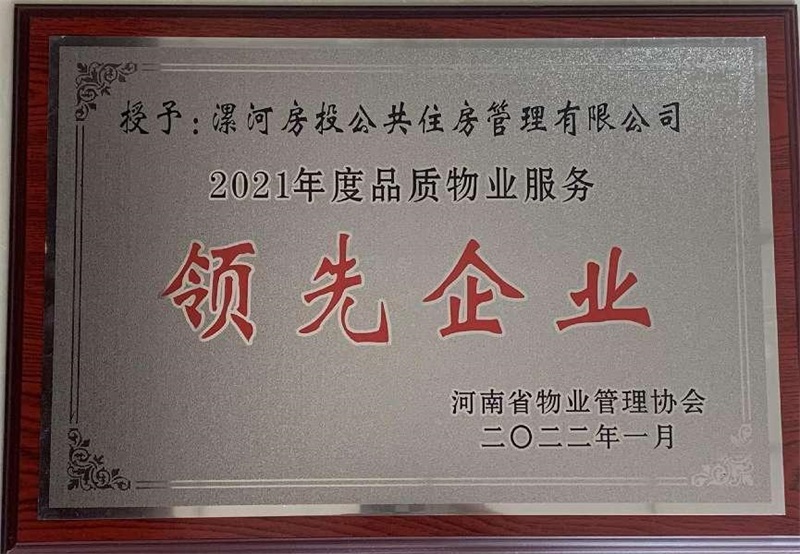 授予：漯河房投公共住房管理有限公司
2021年度品质物业服务
领先企业
河南省物业管理协会
二〇二二年一月